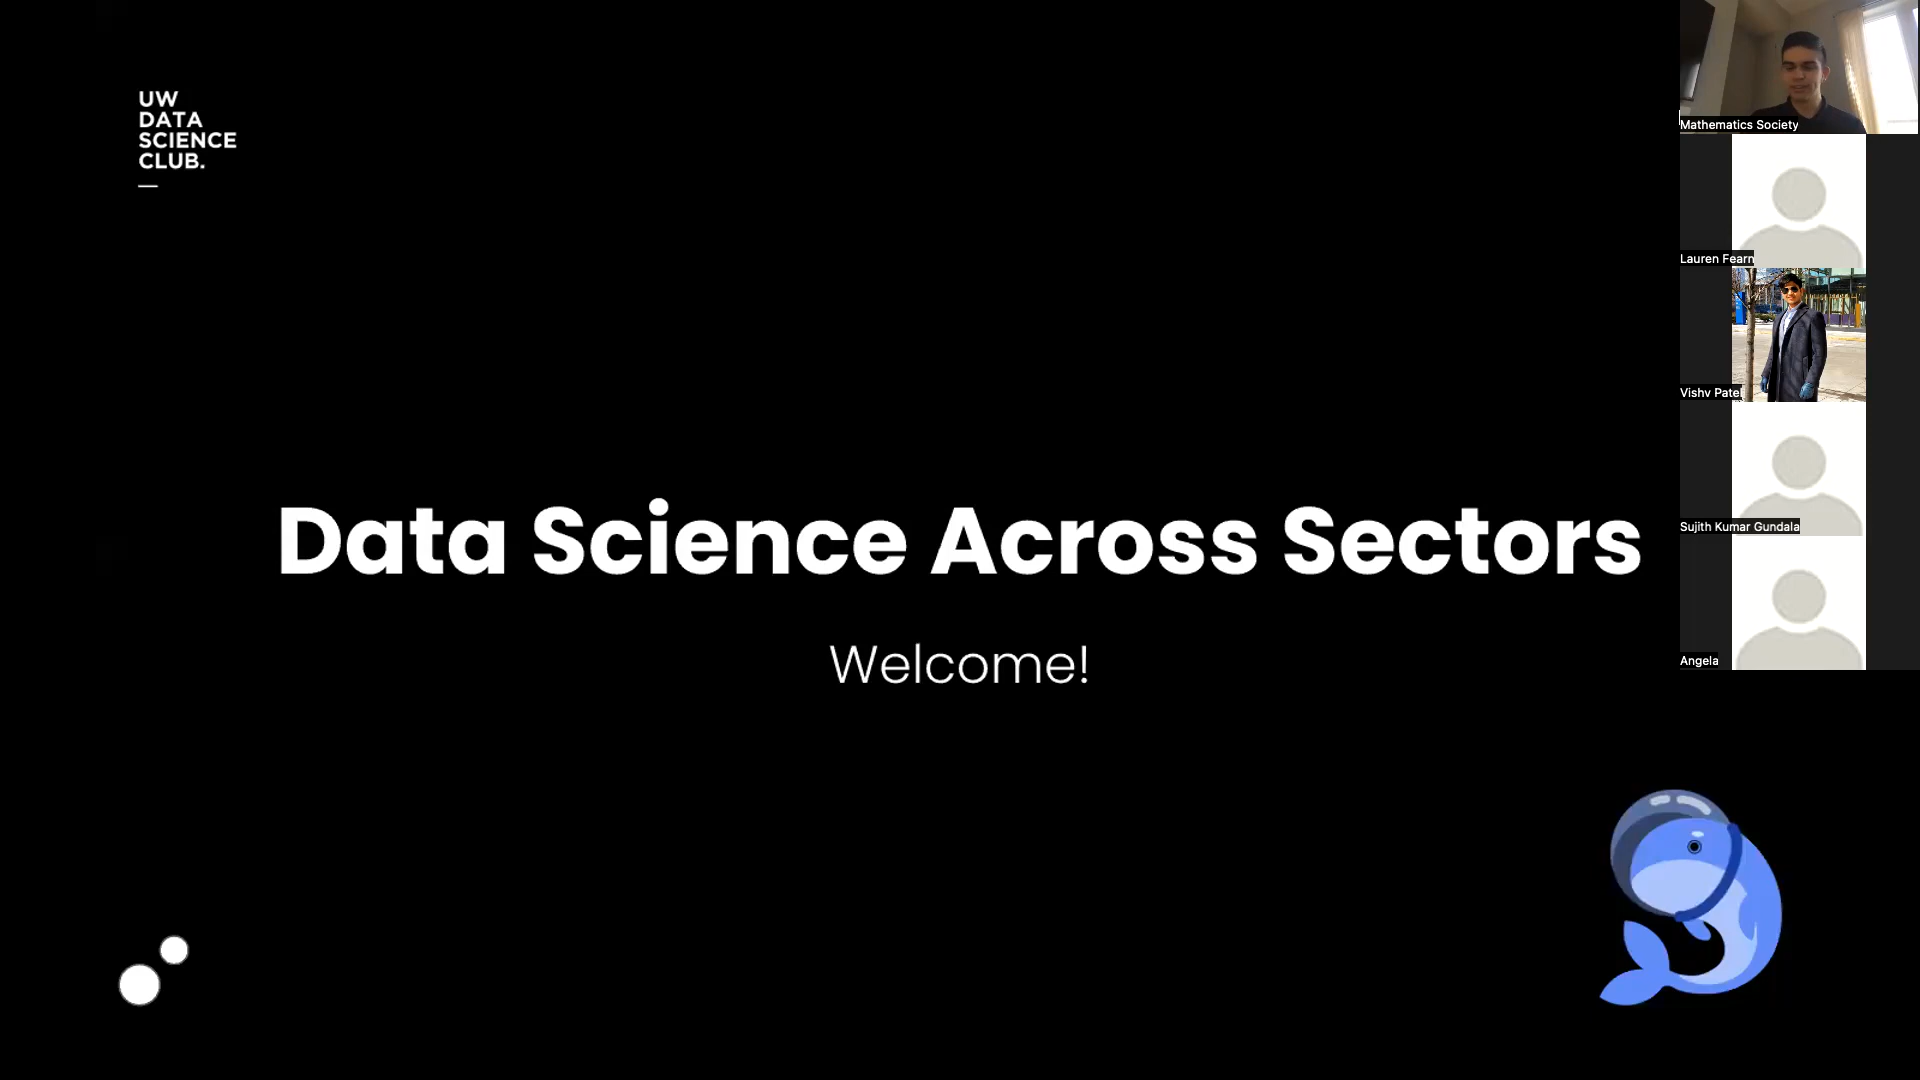 UW
DATA
SCIENCE
CLUB.
Data Science Across Sectors
Welcome!
Mathematics Society
Lauren Fearn
Vishv Patel
Sujith Kumar Gundala
Angela